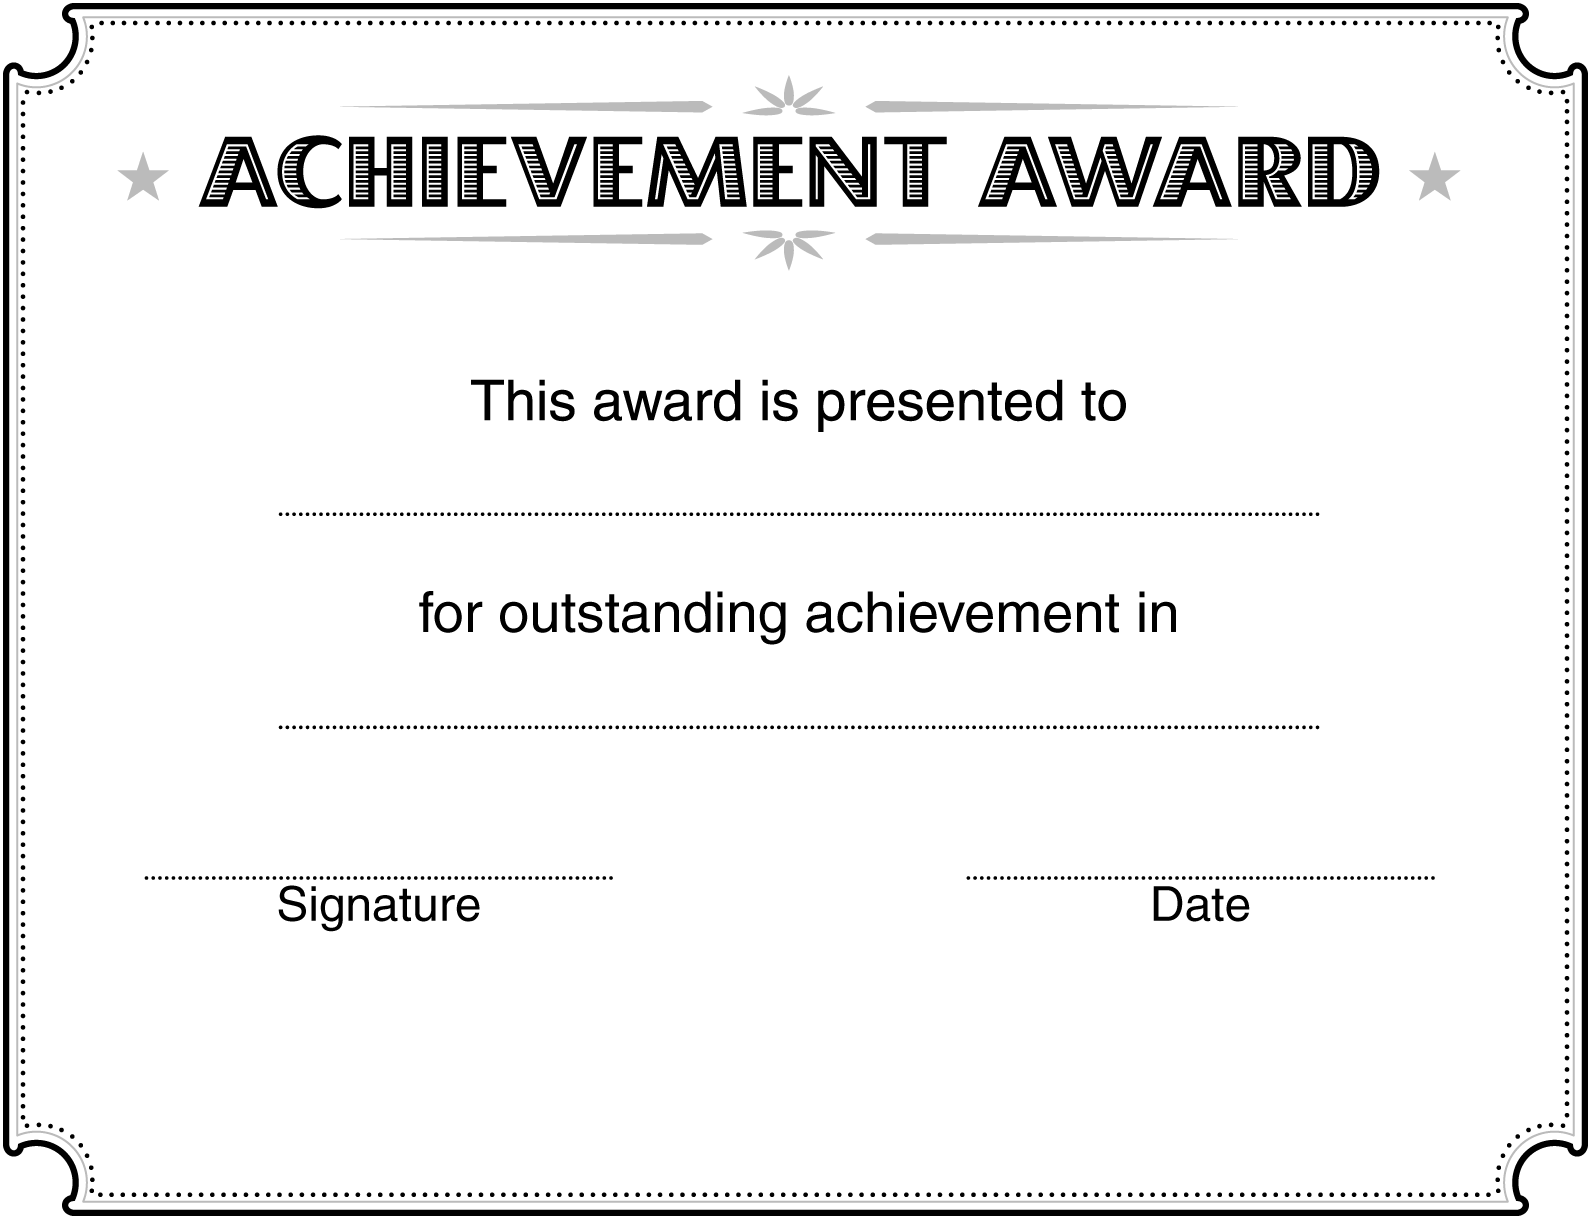 ACHIEVEMENT AWARD
This award is presented to
for outstanding achievement in
Signature
Date